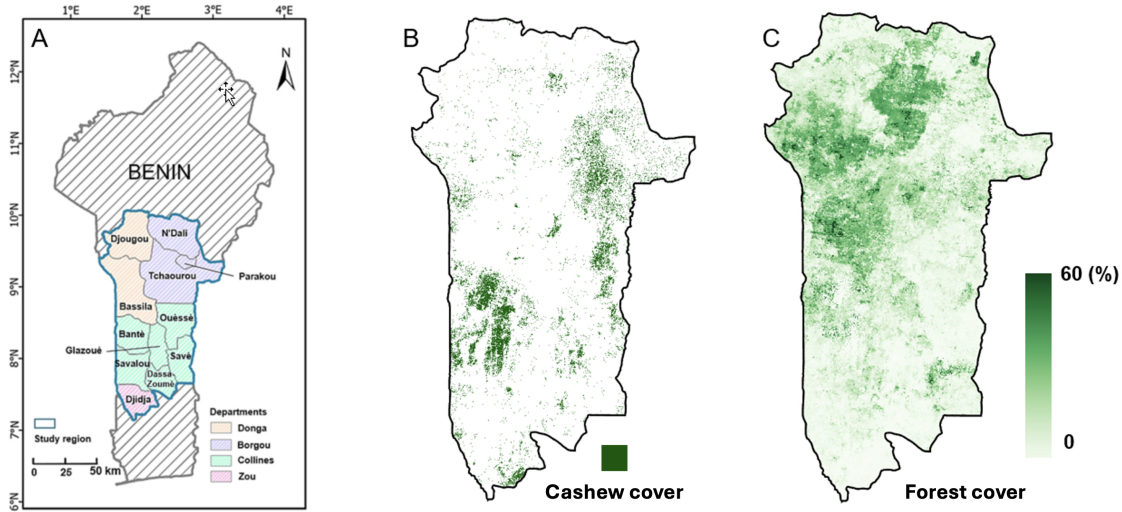 A
1°E 2°E 3°E 4°E
N
12°N
11°N
10°N
9°N
8°N
7°N
6°N
BENIN
Djougou
N'Dali
Parakou
Tchaourou
Bassila
Ouèssè
Bantè
Glazouè
Savè
Savalou
Dassa
Zoumè
Djidja
Departments
Donga
Borgou
Collines
Zou
Study region
0 25 50 km
B
Cashew cover
C
60 (%)
0
Forest cover